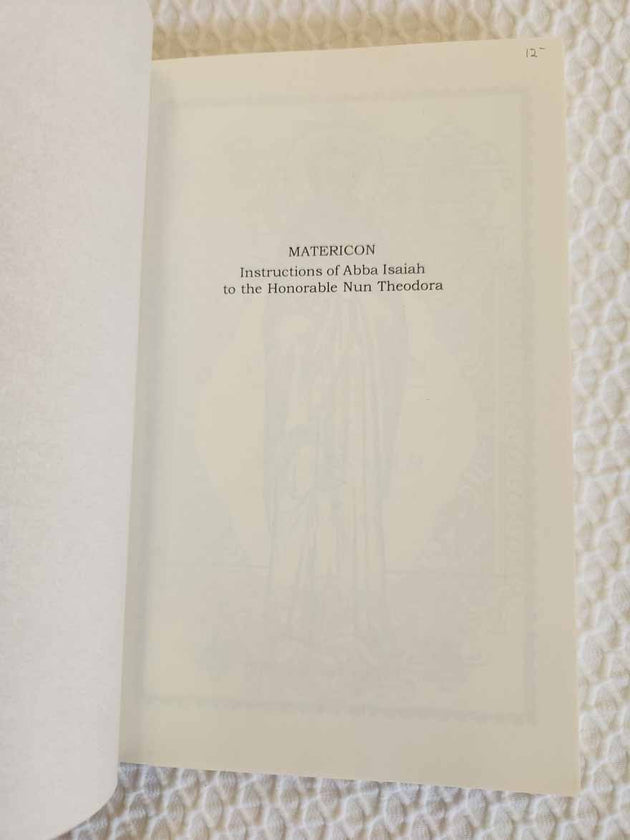 12-
MATERICON
Instructions of Abba Isaiah
to the Honorable Nun Theodora